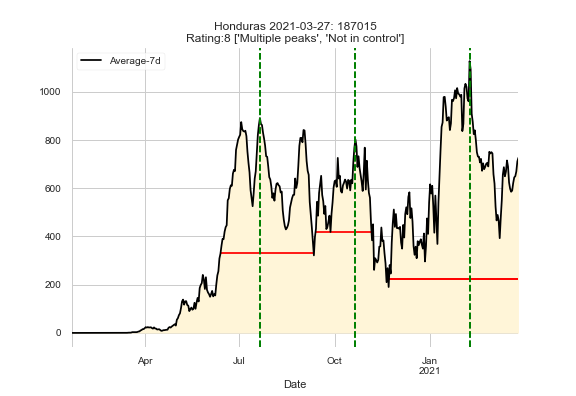 Honduras 2021-03-27: 187015
Rating:8 ['Multiple peaks', 'Not in control']
Average-7d
1000
800
600
400
200
0
Apr
Jul
Oct
Jan
2021
Date